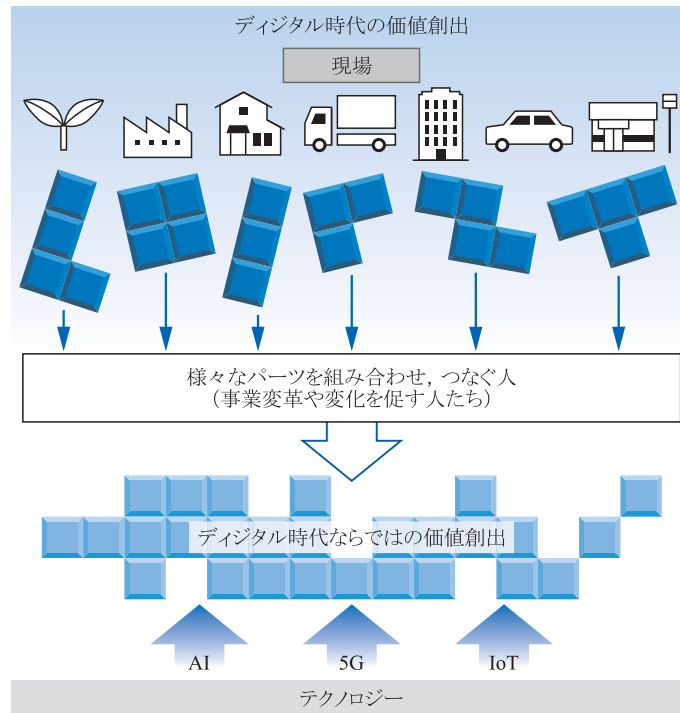 ディジタル時代の価値創出
現場
様々なパーツを組み合わせ，つなぐ人
（事業変革や変化を促す人たち）
ディジタル時代ならではの価値創出
AI
5G
IoT
テクノロジー